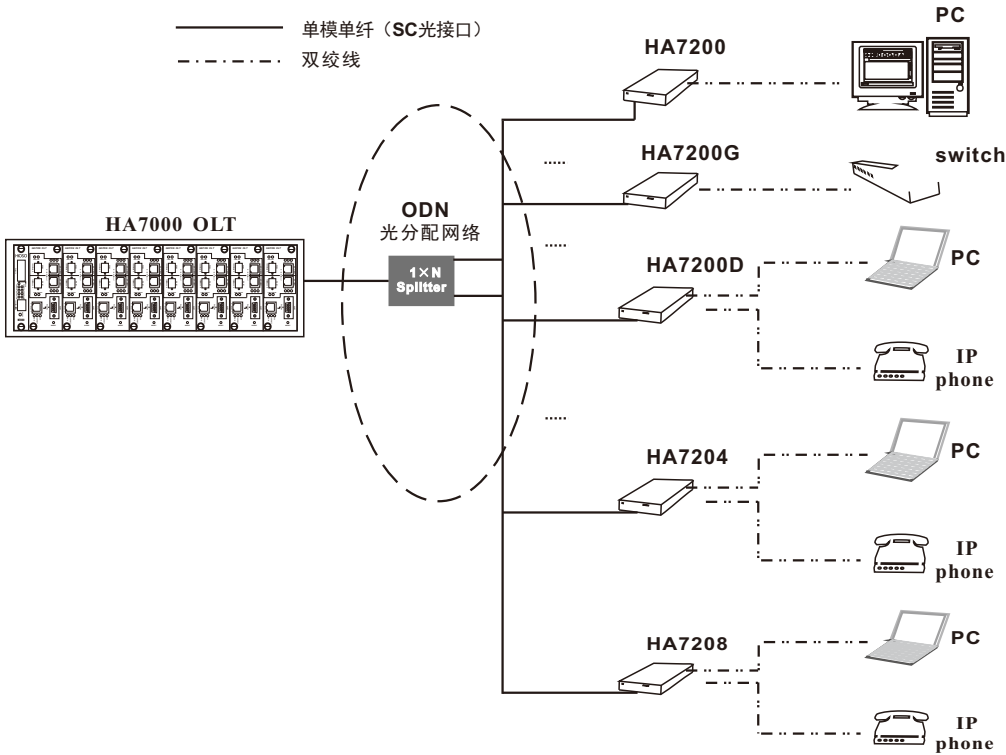 单模单纤（SC光接口）
双绞线
PC
HA7200
HA7200G
switch
HA7000 OLT
ODN
光分配网络
1×N
Splitter
.....
.....
.....
HA7200D
PC
IP
phone
HA7204
PC
IP
phone
HA7208
PC
IP
phone